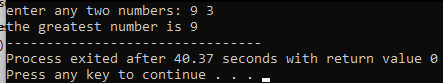 enter any two numbers: 9 3
the greatest number is 9
--------------------------------
Process exited after 40.37 seconds with return value 0
Press any key to continue . . .